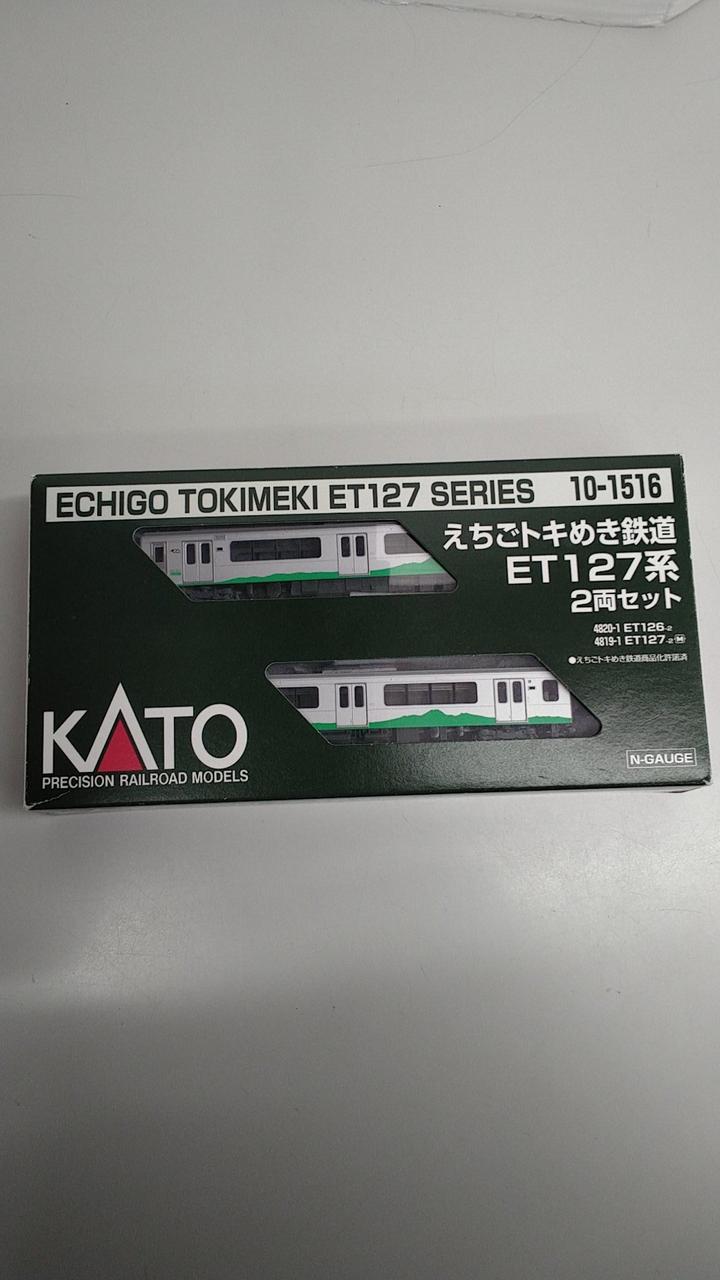 ECHIGO TOKIMEKI ET127 SERIES 10-1516
えちごトキめき鉄道
ET127系
2両セット
4820-1 ET126-2
4819-1 ET127-2 M
●えちごトキめき鉄道商品化許諾済
KATO
PRECISION RAILROAD MODELS
N-GAUGE